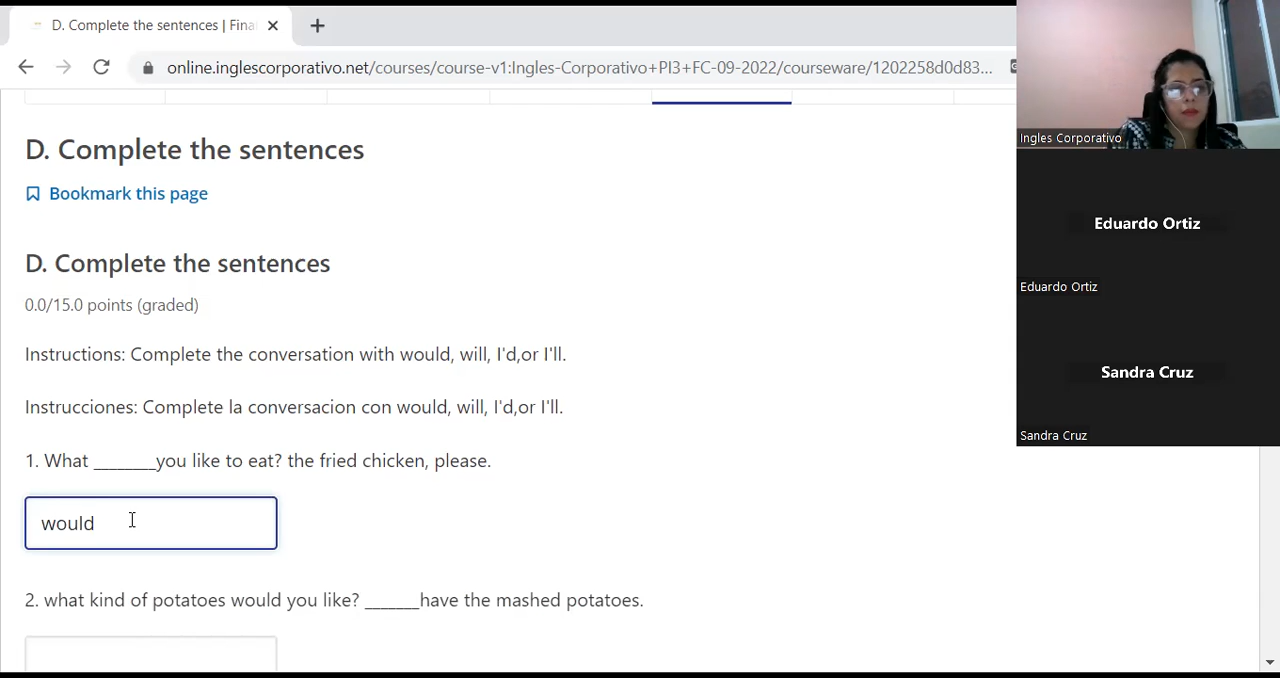 D. Complete the sentences | Fina
online.inglescorporativo.net/courses/course-v1:Ingles-Corporativo+PI3+FC-09-2022/courseware/1202258d0d83...
Ingles Corporativo
D. Complete the sentences
Bookmark this page
Eduardo Ortiz
D. Complete the sentences
Eduardo Ortiz
0.0/15.0 points (graded)
Instructions: Complete the conversation with would, will, I'd,or I'll.
Sandra Cruz
Instrucciones: Complete la conversacion con would, will, I'd,or I'll.
Sandra Cruz
1. What ________you like to eat? the fried chicken, please.
would
2. what kind of potatoes would you like? _______have the mashed potatoes.